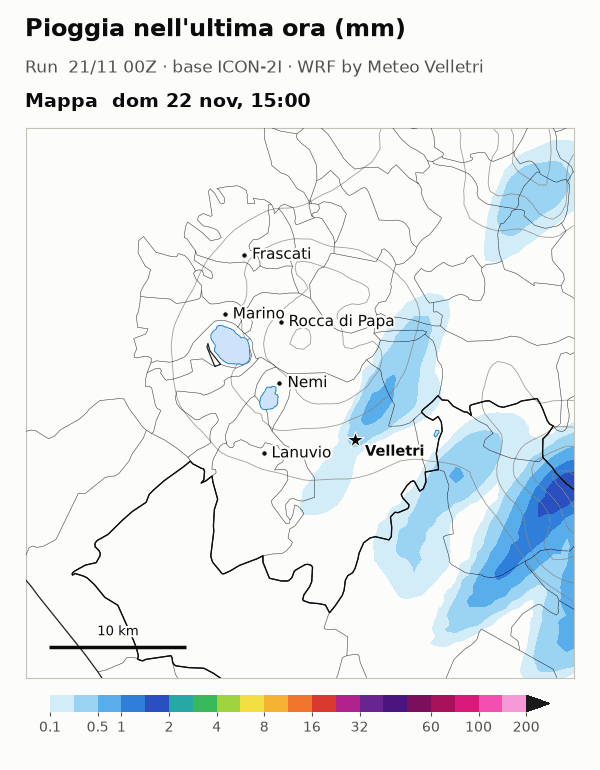 Pioggia nell'ultima ora (mm)
Run  21/11 00Z · base ICON-2I · WRF by Meteo Velletri
Mappa  dom 22 nov, 15:00
Frascati
Marino
Rocca di Papa
Nemi
Velletri
Lanuvio
10 km
0.1 0.5 1 2 4 8 16 32 60 100 200